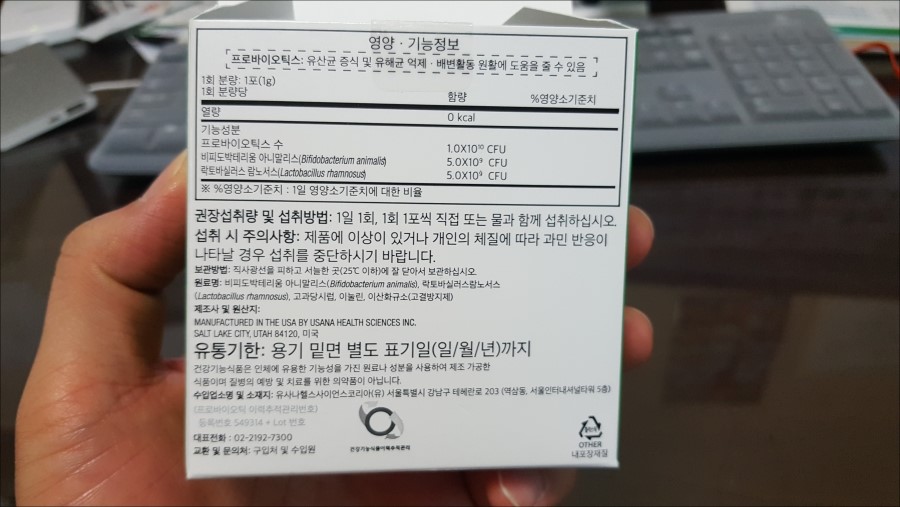 영양 · 기능정보
프로바이오틱스: 유산균 증식 및 유해균 억제 · 배변활동 원활에 도움을 줄 수 있음
1회 분량: 1포(1g)
1회 분량당 함량 %영양소기준치
열량 0 kcal
기능성분
프로바이오틱스 수 1.0X10¹⁰ CFU
비피도박테리움 아니말리스(Bifidobacterium animalis) 5.0X10⁹ CFU
락토바실러스 람노서스(Lactobacillus rhamnosus) 5.0X10⁹ CFU
※ %영양소기준치 : 1일 영양소기준치에 대한 비율
권장섭취량 및 섭취방법: 1일 1회, 1회 1포씩 직접 또는 물과 함께 섭취하십시오.
섭취 시 주의사항: 제품에 이상이 있거나 개인의 체질에 따라 과민 반응이
나타날 경우 섭취를 중단하시기 바랍니다.
보관방법: 직사광선을 피하고 서늘한 곳(25℃ 이하)에 잘 닫아서 보관하십시오.
원료명: 비피도박테리움 아니말리스(Bifidobacterium animalis), 락토바실러스람노서스
(Lactobacillus rhamnosus), 고과당시럽, 이눌린, 이산화규소(고결방지제)
제조사 및 원산지:
MANUFACTURED IN THE USA BY USANA HEALTH SCIENCES INC.
SALT LAKE CITY, UTAH 84120, 미국
유통기한: 용기 밑면 별도 표기일(일/월/년)까지
건강기능식품은 인체에 유용한 기능성을 가진 원료나 성분을 사용하여 제조 가공한
식품이며 질병의 예방 및 치료를 위한 의약품이 아닙니다.
수입업소명 및 소재지: 유사나헬스사이언스코리아(유) 서울특별시 강남구 테헤란로 203 (역삼동, 서울인터내셔널타워 5층)
(프로바이오틱 이력추적관리번호)
등록번호 549314 + Lot 번호
대표전화 : 02-2192-7300
교환 및 문의처: 구입처 및 수입원
건강기능식품이력추적관리
OTHER
내포장재질